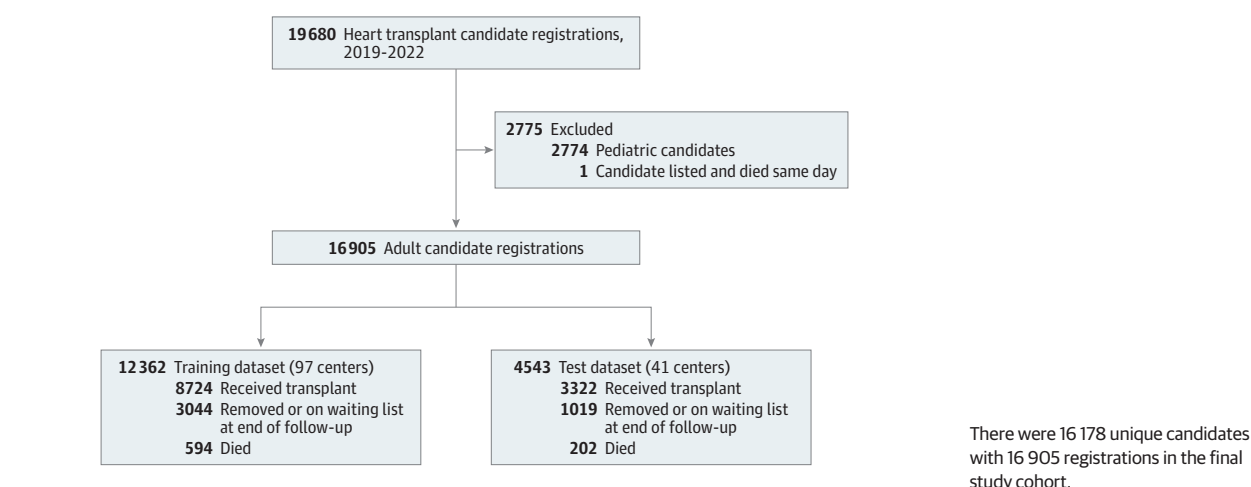 19680 Heart transplant candidate registrations,
2019-2022
2775 Excluded
2774 Pediatric candidates
1 Candidate listed and died same day
16905 Adult candidate registrations
12362 Training dataset (97 centers)
8724 Received transplant
3044 Removed or on waiting list
at end of follow-up
594 Died
4543 Test dataset (41 centers)
3322 Received transplant
1019 Removed or on waiting list
at end of follow-up
202 Died
There were 16 178 unique candidates
with 16 905 registrations in the final
study cohort.